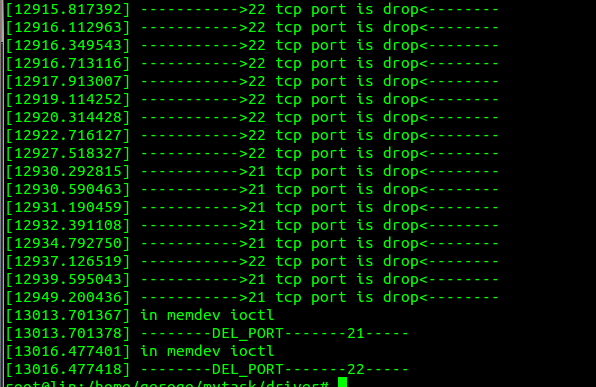 [12915.817392] ----------->22 tcp port is drop<--------
[12916.112963] ----------->22 tcp port is drop<--------
[12916.349543] ----------->22 tcp port is drop<--------
[12916.713116] ----------->22 tcp port is drop<--------
[12917.913007] ----------->22 tcp port is drop<--------
[12919.114252] ----------->22 tcp port is drop<--------
[12920.314428] ----------->22 tcp port is drop<--------
[12922.716127] ----------->22 tcp port is drop<--------
[12927.518327] ----------->22 tcp port is drop<--------
[12930.292815] ----------->21 tcp port is drop<--------
[12930.590463] ----------->21 tcp port is drop<--------
[12931.190459] ----------->21 tcp port is drop<--------
[12932.391108] ----------->21 tcp port is drop<--------
[12934.792750] ----------->21 tcp port is drop<--------
[12937.126519] ----------->22 tcp port is drop<--------
[12939.595043] ----------->21 tcp port is drop<--------
[12949.200436] ----------->21 tcp port is drop<--------
[13013.701367] in memdev ioctl
[13013.701378] --------DEL_PORT-------21-----
[13016.477401] in memdev ioctl
[13016.477418] --------DEL_PORT-------22-----